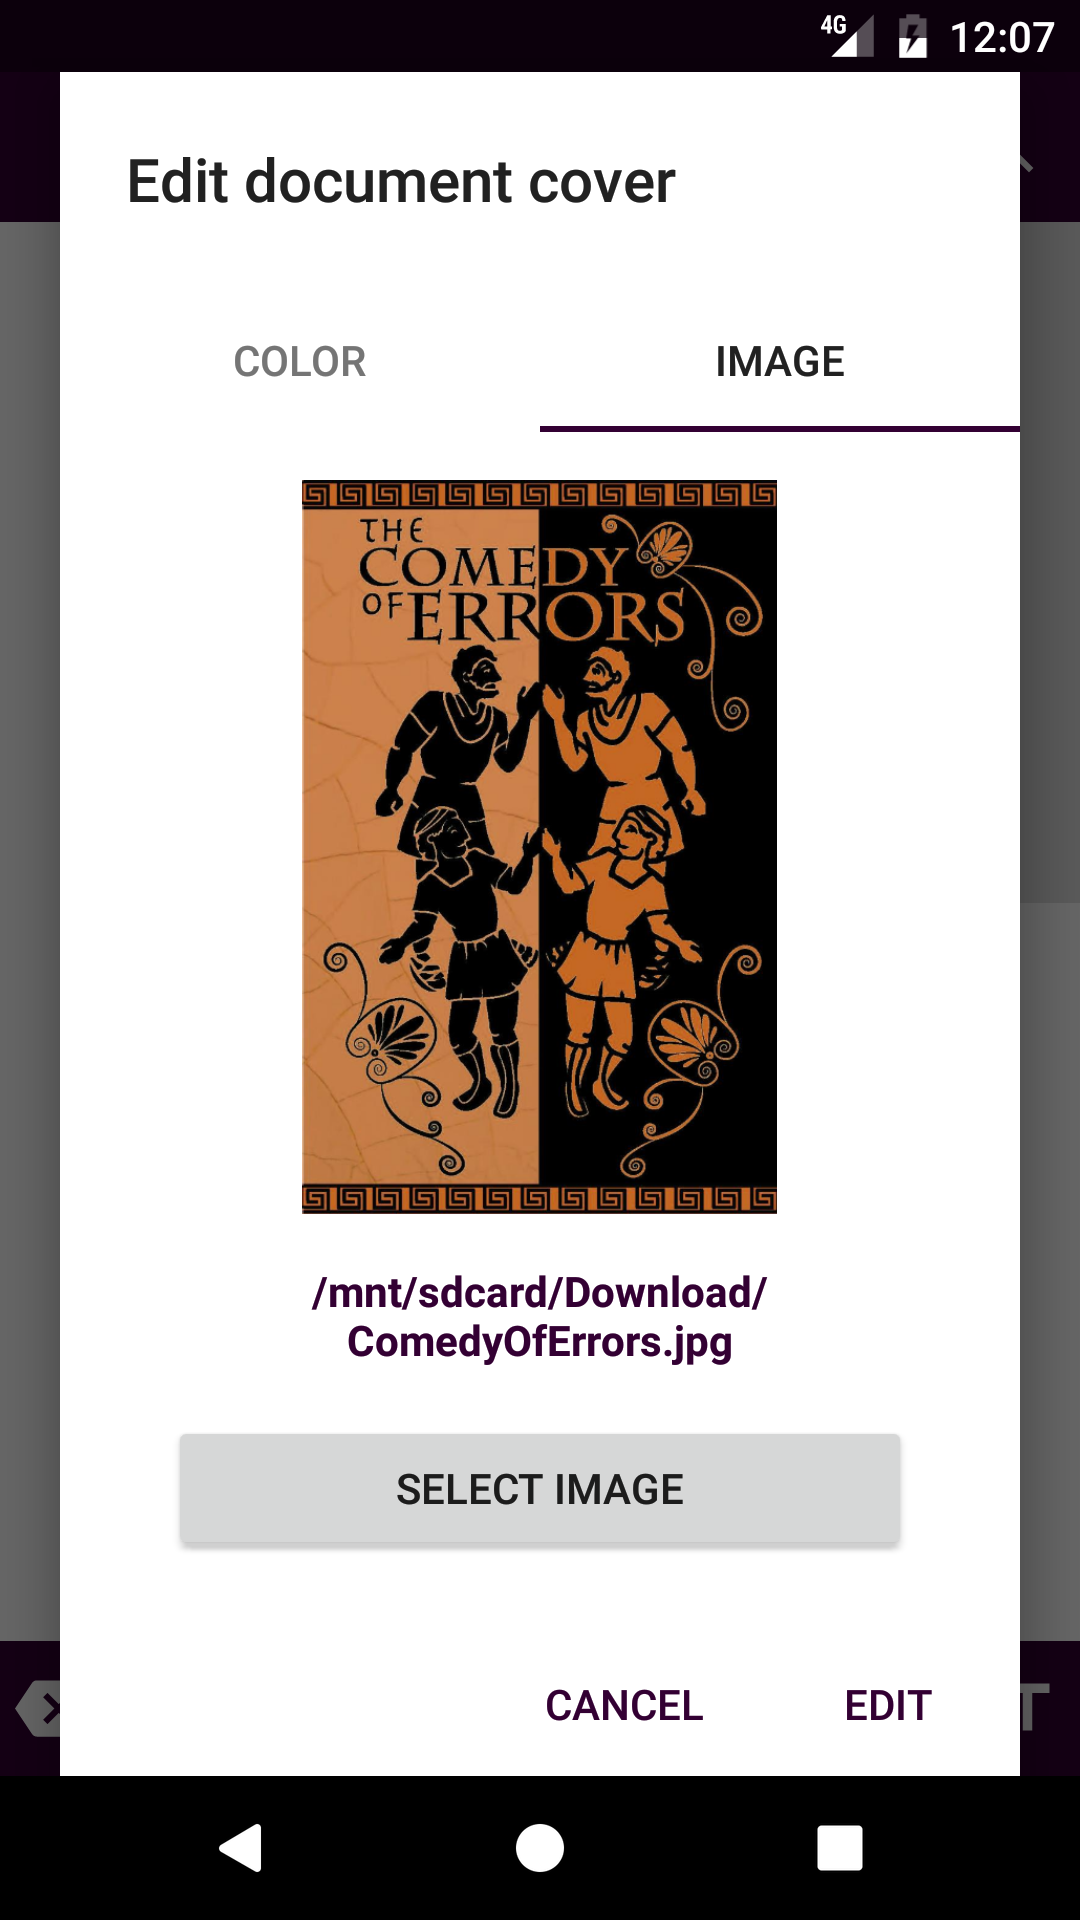 4G 12:07
Edit document cover
COLOR IMAGE
THE
COMEDY
OF ERRORS
/mnt/sdcard/Download/
ComedyOfErrors.jpg
SELECT IMAGE
CANCEL EDIT
T